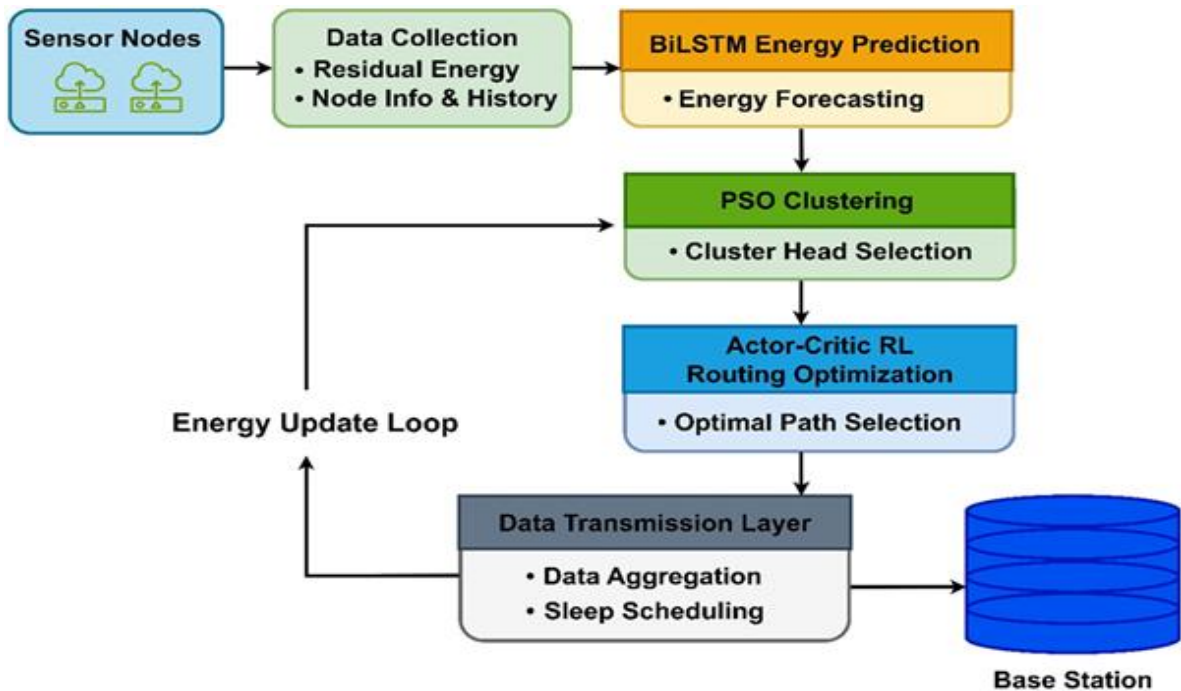 Sensor Nodes
Data Collection
• Residual Energy
• Node Info & History
BiLSTM Energy Prediction
• Energy Forecasting
PSO Clustering
• Cluster Head Selection
Actor-Critic RL
Routing Optimization
• Optimal Path Selection
Energy Update Loop
Data Transmission Layer
• Data Aggregation
• Sleep Scheduling
Base Station